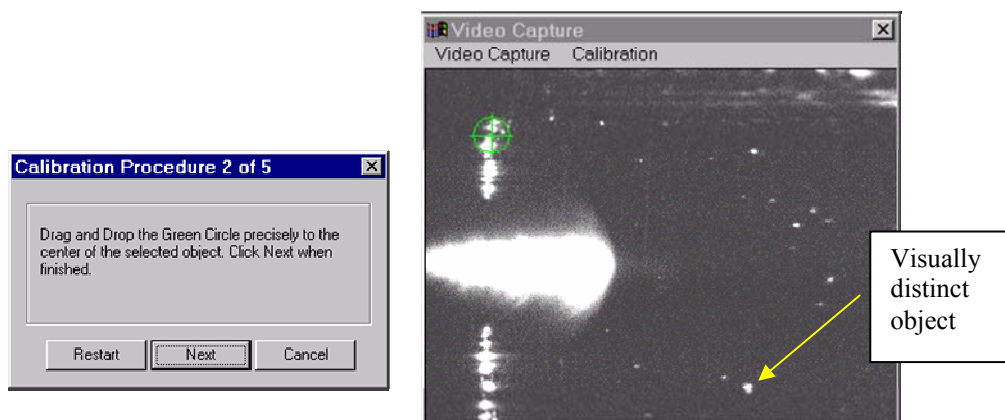 Calibration Procedure 2 of 5
Drag and Drop the Green Circle precisely to the
center of the selected object. Click Next when
finished.
Restart Next Cancel
Video Capture
Video Capture Calibration
Visually
distinct
object